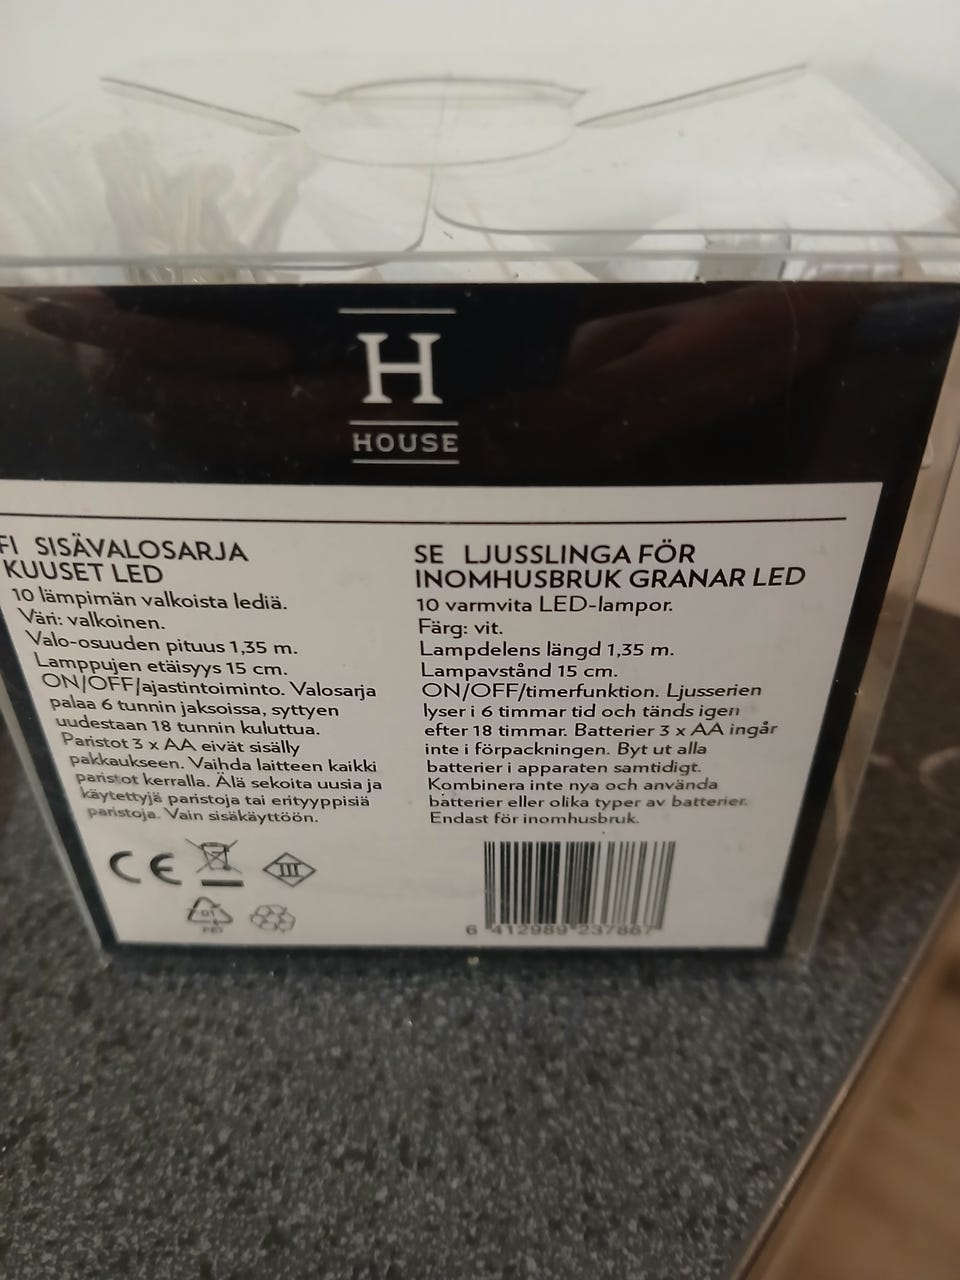 H
HOUSE
FI SISÄVALOSARJA
KUUSET LED
10 lämpimän valkoista lediä.
Väri: valkoinen.
Valo-osuuden pituus 1,35 m.
Lamppujen etäisyys 15 cm.
ON/OFF/ajastintoiminto. Valosarja
palaa 6 tunnin jaksoissa, syttyen
uudestaan 18 tunnin kuluttua.
Paristot 3 x AA eivät sisälly
pakkaukseen. Vaihda laitteen kaikki
paristot kerralla. Älä sekoita uusia ja
käytettyjä paristoja tai erityyppisiä
paristoja. Vain sisäkäyttöön.
SE LJUSSLINGA FÖR
INOMHUSBRUK GRANAR LED
10 varmvita LED-lampor.
Färg: vit.
Lampdelens längd 1,35 m.
Lampavstånd 15 cm.
ON/OFF/timerfunktion. Ljusserien
lyser i 6 timmar tid och tänds igen
efter 18 timmar. Batterier 3 x AA ingår
inte i förpackningen. Byt ut alla
batterier i apparaten samtidigt.
Kombinera inte nya och använda
batterier eller olika typer av batterier.
Endast för inomhusbruk.
CE
III
01
6 412989 237867